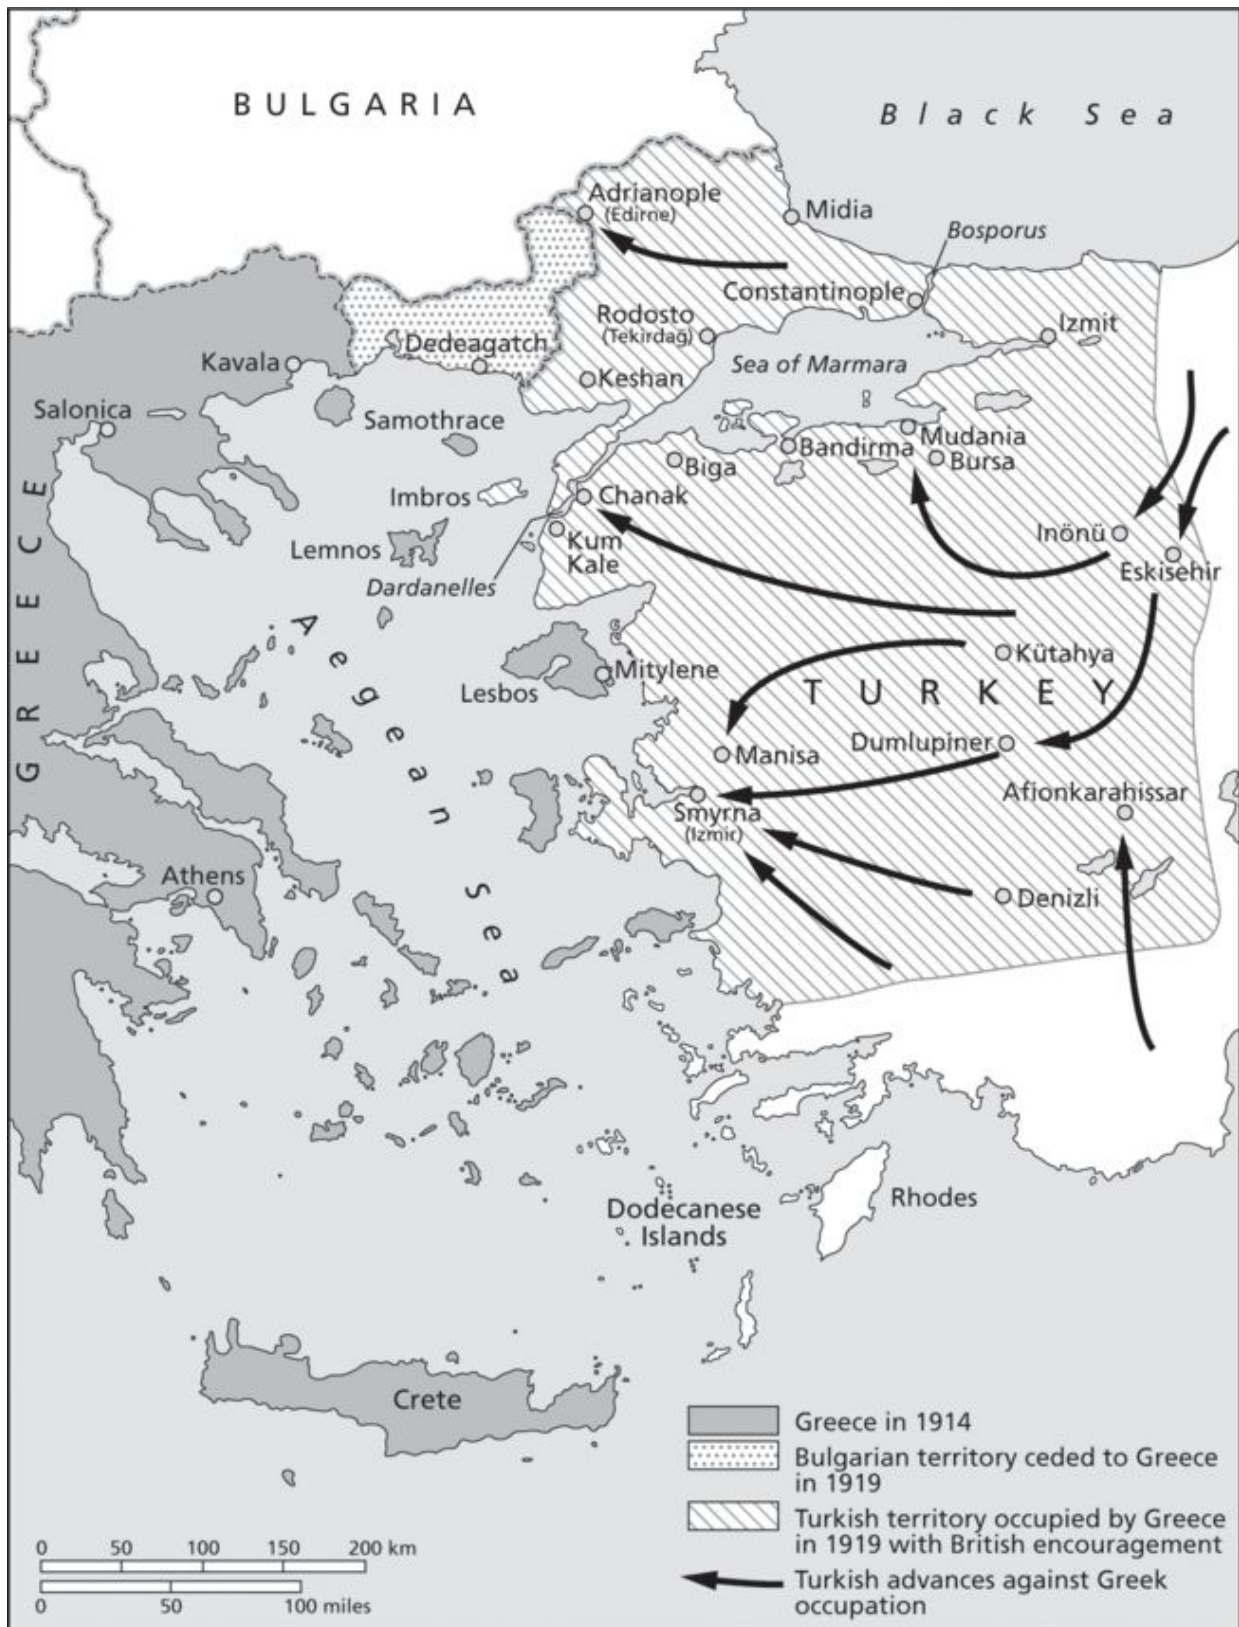 BULGARIA
Black Sea
Adrianople
(Edirne)
Midia
Bosporus
Constantinople
Rodosto
(Tekirdağ)
Izmit
Dedeagatch
Kavala
Keshan
Sea of Marmara
Salonica
Samothrace
Mudania
Bandirma
Bursa
Biga
Imbros
Chanak
Inönü
Lemnos
Kum
Kale
Eskisehir
Dardanelles
GREECE
Aegean Sea
Kütahya
Mitylene
Lesbos
TURKEY
Manisa
Dumlupiner
Afionkarahissar
Smyrna
(Izmir)
Athens
Denizli
Rhodes
Dodecanese
Islands
Crete
Greece in 1914
Bulgarian territory ceded to Greece
in 1919
Turkish territory occupied by Greece
in 1919 with British encouragement
Turkish advances against Greek
occupation
0 50 100 150 200 km
0 50 100 miles